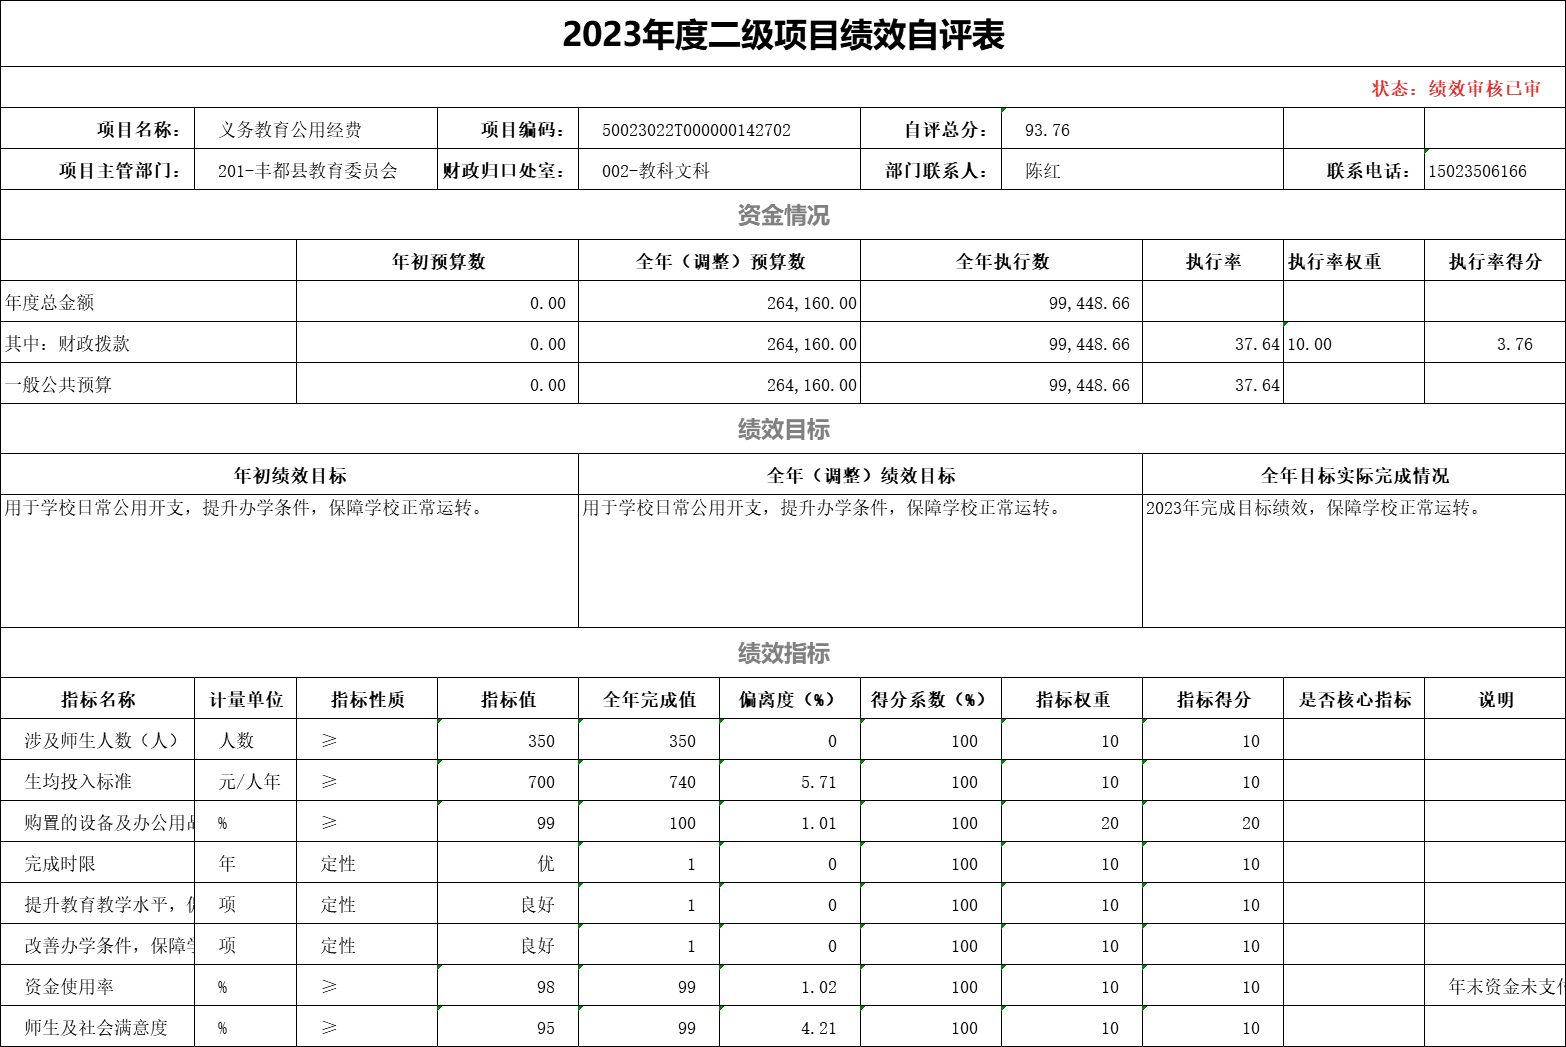 2023年度二级项目绩效自评表
状态：绩效审核已审
项目名称： 义务教育公用经费 项目编码： 50023022T000000142702 自评总分： 93.76
项目主管部门： 201-丰都县教育委员会 财政归口处室： 002-教科文科 部门联系人： 陈红 联系电话： 15023506166
资金情况
年初预算数 全年（调整）预算数 全年执行数 执行率 执行率权重 执行率得分
年度总金额 0.00 264,160.00 99,448.66
其中：财政拨款 0.00 264,160.00 99,448.66 37.64 10.00 3.76
一般公共预算 0.00 264,160.00 99,448.66 37.64
绩效目标
年初绩效目标 全年（调整）绩效目标 全年目标实际完成情况
用于学校日常公用开支，提升办学条件，保障学校正常运转。 用于学校日常公用开支，提升办学条件，保障学校正常运转。 2023年完成目标绩效，保障学校正常运转。
绩效指标
指标名称 计量单位 指标性质 指标值 全年完成值 偏离度（%） 得分系数（%） 指标权重 指标得分 是否核心指标 说明
涉及师生人数（人） 人数 ≥ 350 350 0 100 10 10
生均投入标准 元/人年 ≥ 700 740 5.71 100 10 10
购置的设备及办公用品 % ≥ 99 100 1.01 100 20 20
完成时限 年 定性 优 1 0 100 10 10
提升教育教学水平， 项 定性 良好 1 0 100 10 10
改善办学条件，保障学 项 定性 良好 1 0 100 10 10
资金使用率 % ≥ 98 99 1.02 100 10 10 年末资金未支付
师生及社会满意度 % ≥ 95 99 4.21 100 10 10